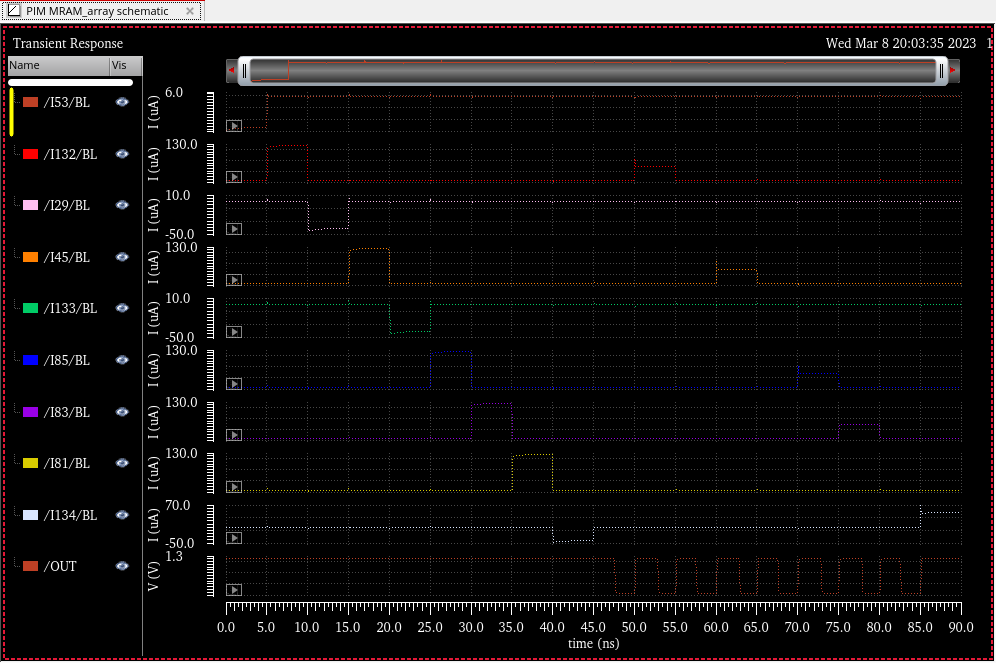 PIM MRAM_array schematic
Transient Response
Wed Mar 8 20:03:35 2023 1
Name Vis
/I53/BL
I (uA)
6.0
/I132/BL
I (uA)
130.0
/I29/BL
I (uA)
10.0
-50.0
/I45/BL
I (uA)
130.0
/I133/BL
I (uA)
10.0
-50.0
/I85/BL
I (uA)
130.0
/I83/BL
I (uA)
130.0
/I81/BL
I (uA)
130.0
/I134/BL
I (uA)
70.0
-50.0
/OUT
V (V)
1.3
0.0 5.0 10.0 15.0 20.0 25.0 30.0 35.0 40.0 45.0 50.0 55.0 60.0 65.0 70.0 75.0 80.0 85.0 90.0
time (ns)